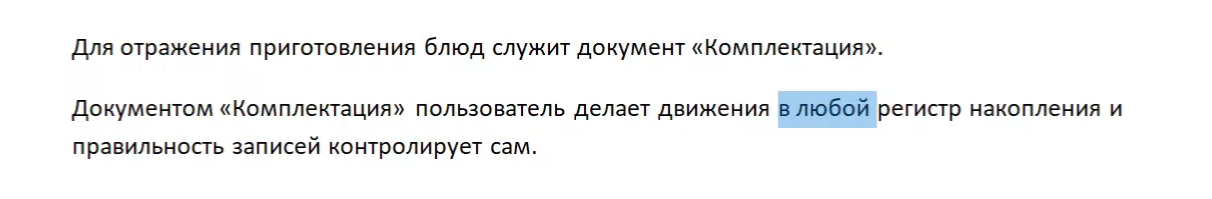 Для отражения приготовления блюд служит документ «Комплектация».
Документом «Комплектация» пользователь делает движения в любой регистр накопления и
правильность записей контролирует сам.